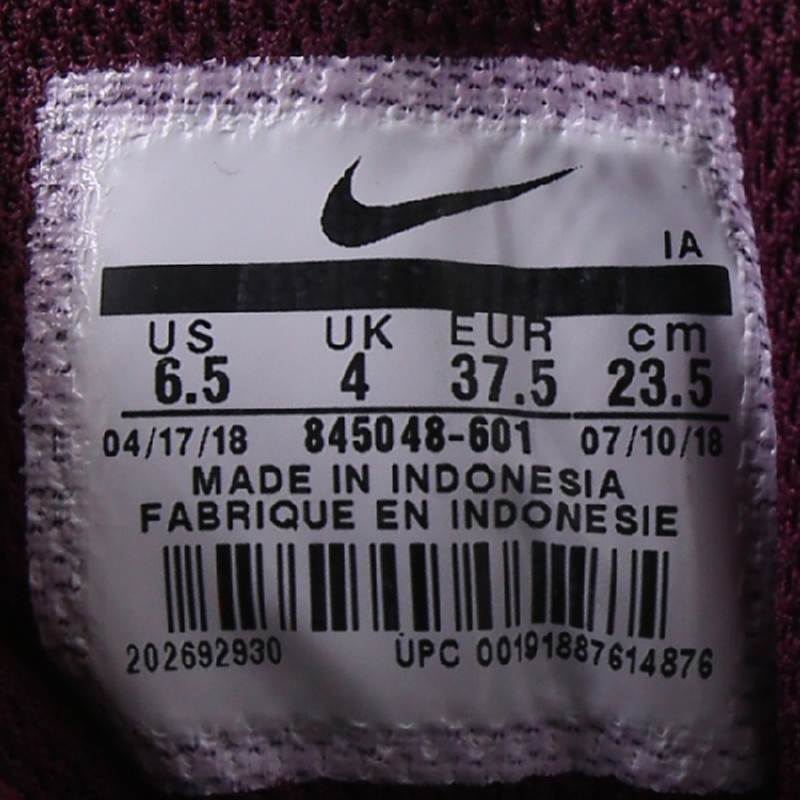 IA
US UK EUR cm
6.5 4 37.5 23.5
04/17/18 845048-601 07/10/18
MADE IN INDONESIA
FABRIQUE EN INDONESIE
202692930 UPC 00191887614876